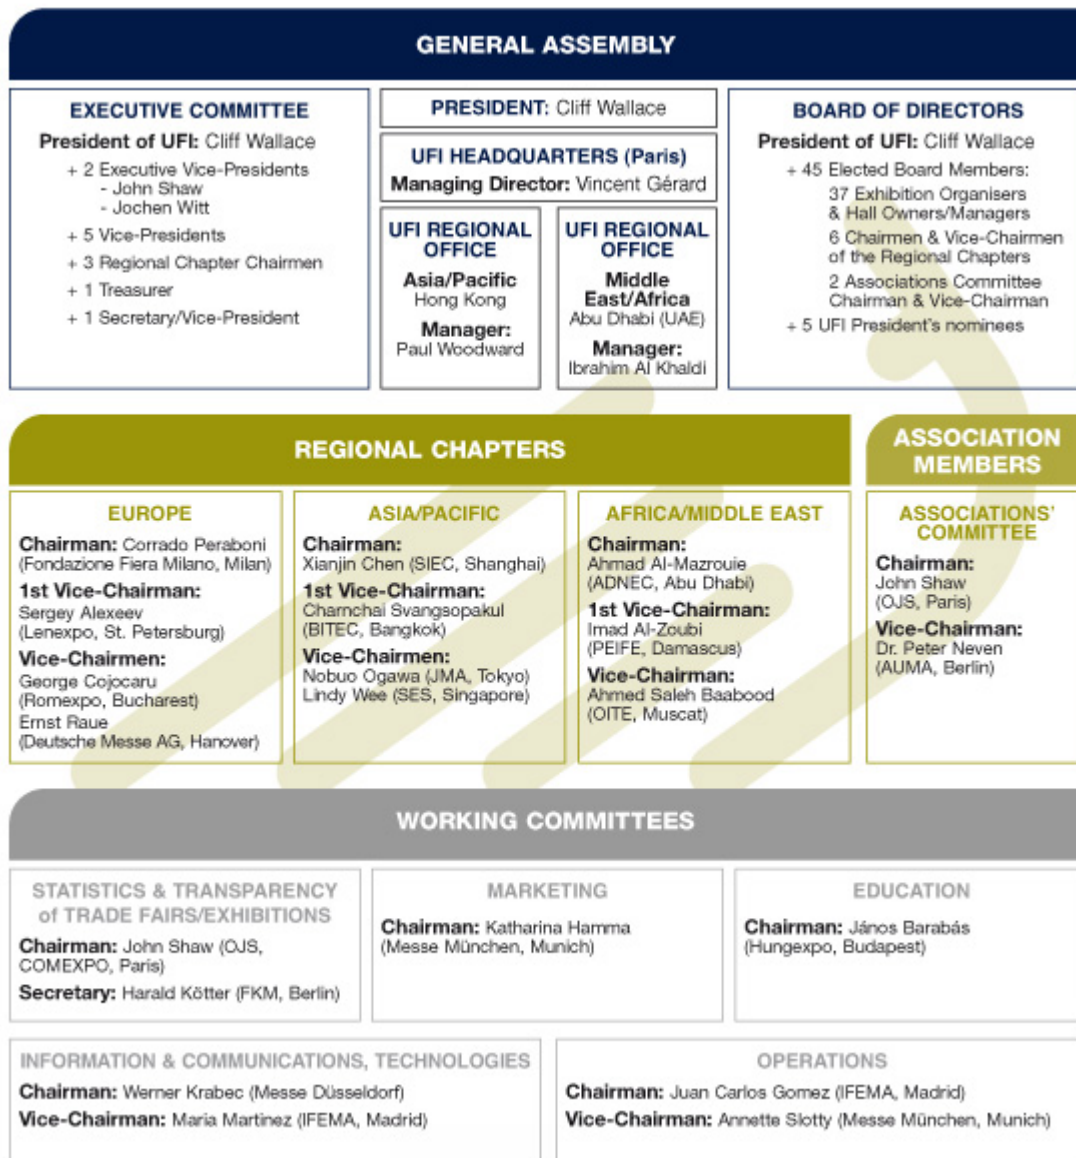 GENERAL ASSEMBLY
EXECUTIVE COMMITTEE
President of UFI: Cliff Wallace
+ 2 Executive Vice-Presidents
- John Shaw
- Jochen Witt
+ 5 Vice-Presidents
+ 3 Regional Chapter Chairmen
+ 1 Treasurer
+ 1 Secretary/Vice-President
PRESIDENT: Cliff Wallace
UFI HEADQUARTERS (Paris)
Managing Director: Vincent Gérard
UFI REGIONAL
OFFICE
Asia/Pacific
Hong Kong
Manager:
Paul Woodward
UFI REGIONAL
OFFICE
Middle
East/Africa
Abu Dhabi (UAE)
Manager:
Ibrahim Al Khaldi
BOARD OF DIRECTORS
President of UFI: Cliff Wallace
+ 45 Elected Board Members:
37 Exhibition Organisers
& Hall Owners/Managers
6 Chairmen & Vice-Chairmen
of the Regional Chapters
2 Associations Committee
Chairman & Vice-Chairman
+ 5 UFI President's nominees
REGIONAL CHAPTERS
EUROPE
Chairman: Corrado Peraboni
(Fondazione Fiera Milano, Milan)
1st Vice-Chairman:
Sergey Alexeev
(Lenexpo, St. Petersburg)
Vice-Chairmen:
George Cojocaru
(Romexpo, Bucharest)
Ernst Raue
(Deutsche Messe AG, Hanover)
ASIA/PACIFIC
Chairman:
Xianjin Chen (SIEC, Shanghai)
1st Vice-Chairman:
Charnchai Svangsopakul
(BITEC, Bangkok)
Vice-Chairmen:
Nobuo Ogawa (JMA, Tokyo)
Lindy Wee (SES, Singapore)
AFRICA/MIDDLE EAST
Chairman:
Ahmad Al-Mazrouie
(ADNEC, Abu Dhabi)
1st Vice-Chairman:
Imad Al-Zoubi
(PEIFE, Damascus)
Vice-Chairman:
Ahmed Saleh Baabood
(OITE, Muscat)
ASSOCIATION
MEMBERS
ASSOCIATIONS'
COMMITTEE
Chairman:
John Shaw
(OJS, Paris)
Vice-Chairman:
Dr. Peter Neven
(AUMA, Berlin)
WORKING COMMITTEES
STATISTICS & TRANSPARENCY
of TRADE FAIRS/EXHIBITIONS
Chairman: John Shaw (OJS,
COMEXPO, Paris)
Secretary: Harald Kötter (FKM, Berlin)
MARKETING
Chairman: Katharina Hamma
(Messe München, Munich)
EDUCATION
Chairman: János Barabás
(Hungexpo, Budapest)
INFORMATION & COMMUNICATIONS, TECHNOLOGIES
Chairman: Werner Krabec (Messe Düsseldorf)
Vice-Chairman: Maria Martinez (IFEMA, Madrid)
OPERATIONS
Chairman: Juan Carlos Gomez (IFEMA, Madrid)
Vice-Chairman: Annette Slotty (Messe München, Munich)